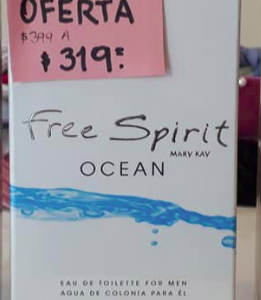 OFERTA
$399 A
$319.=
Free Spirit
MARY KAY
OCEAN
EAU DE TOILETTE FOR MEN
AGUA DE COLONIA PARA ÉL